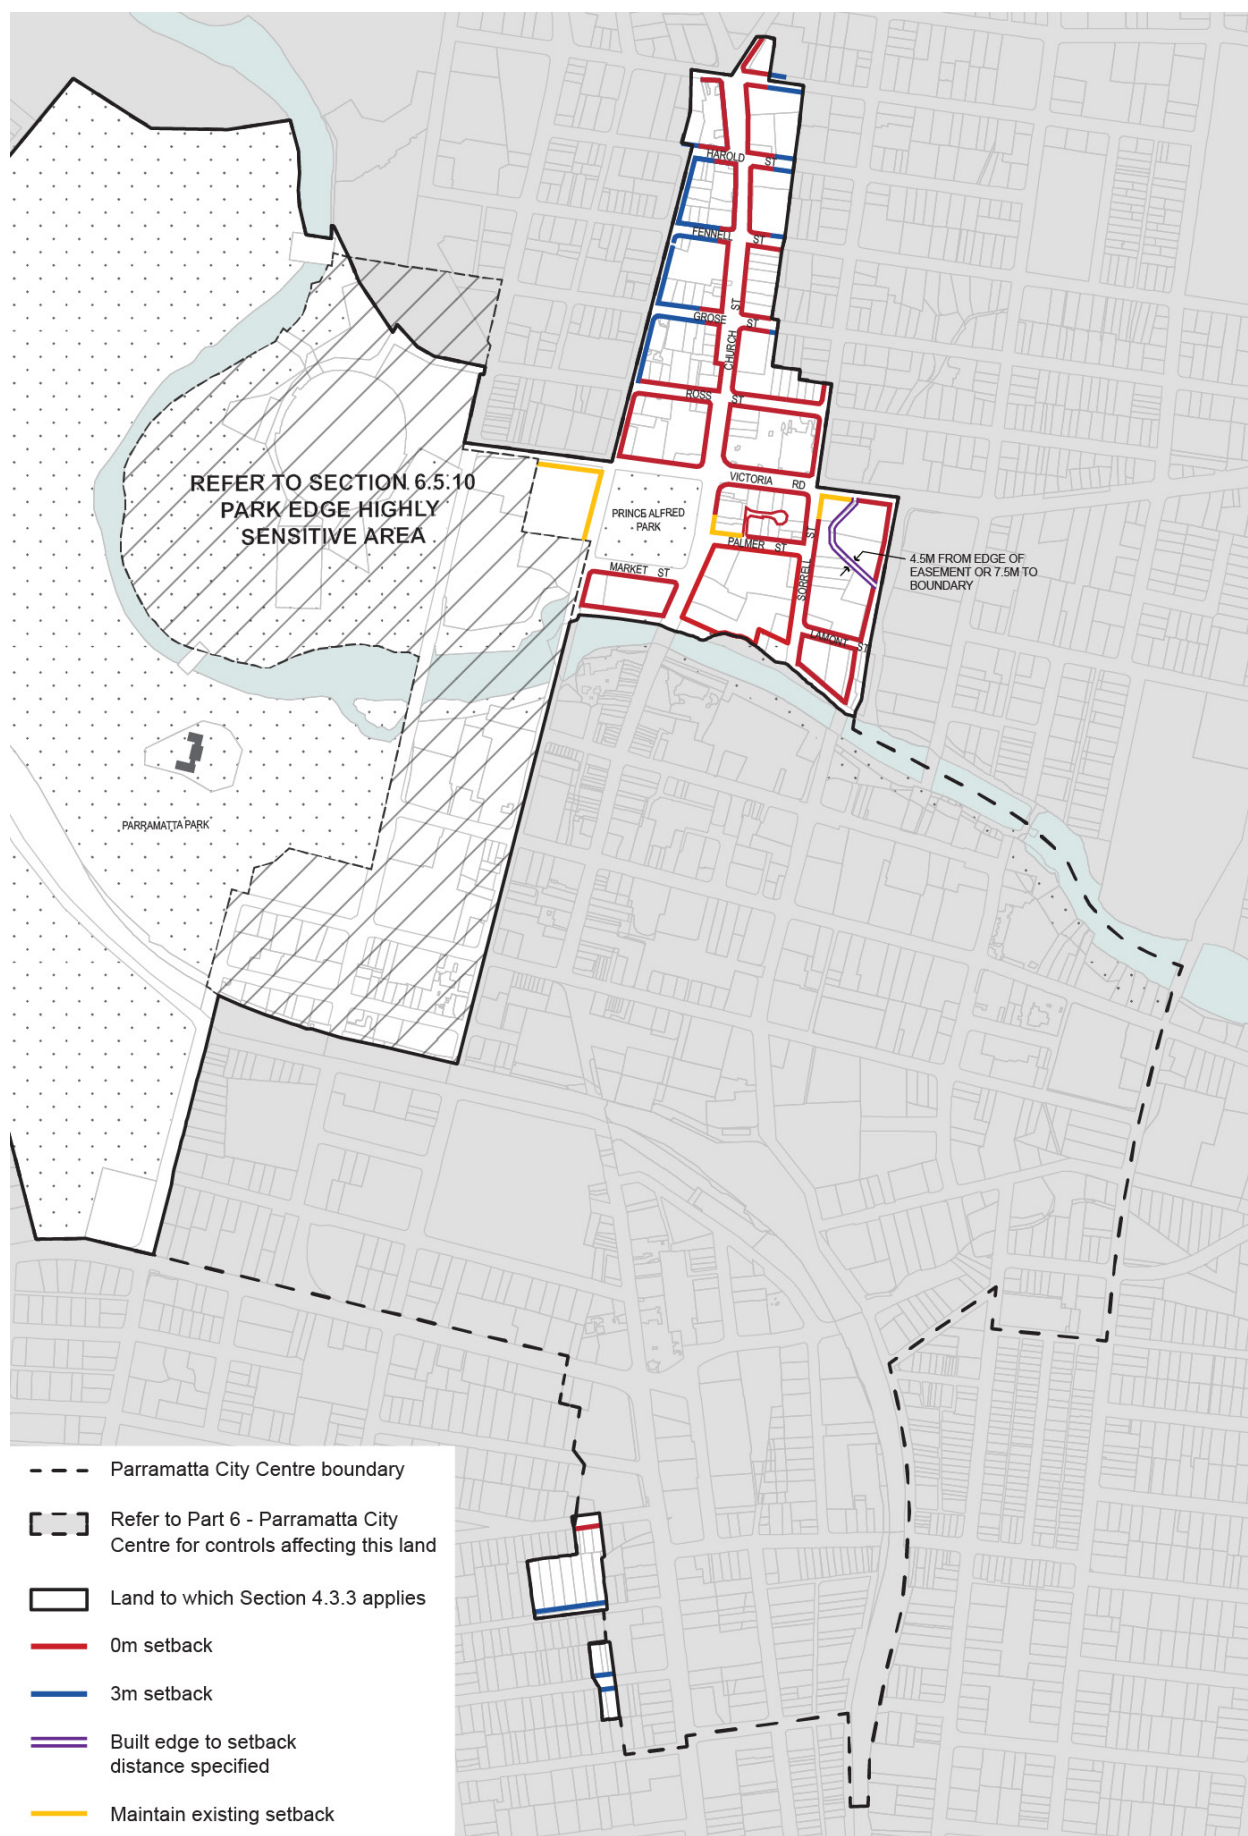 HAROLD ST
FENNELL ST
GROSE ST
CHURCH ST
ROSS ST
VICTORIA RD
REFER TO SECTION 6.5.10
PARK EDGE HIGHLY
SENSITIVE AREA
PRINCE ALFRED
PARK
PALMER ST
SORRELL ST
4.5M FROM EDGE OF
EASEMENT OR 7.5M TO
BOUNDARY
MARKET ST
LAMONT ST
PARRAMATTA PARK
Parramatta City Centre boundary
Refer to Part 6 - Parramatta City
Centre for controls affecting this land
Land to which Section 4.3.3 applies
0m setback
3m setback
Built edge to setback
distance specified
Maintain existing setback